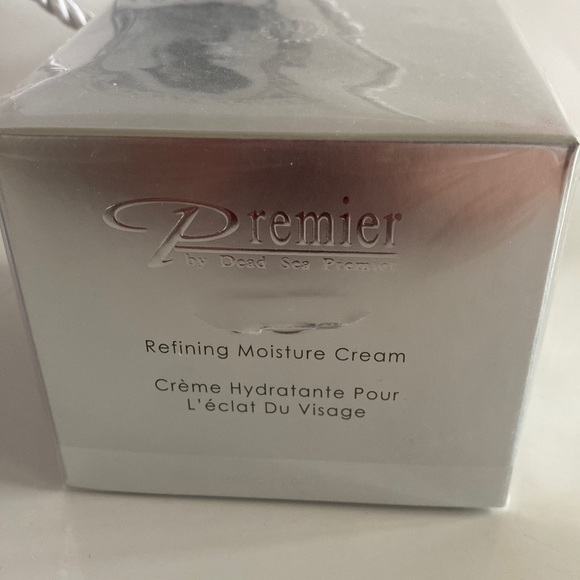 Premier
by Dead Sea Premier
Refining Moisture Cream
Crème Hydratante Pour
L'éclat Du Visage